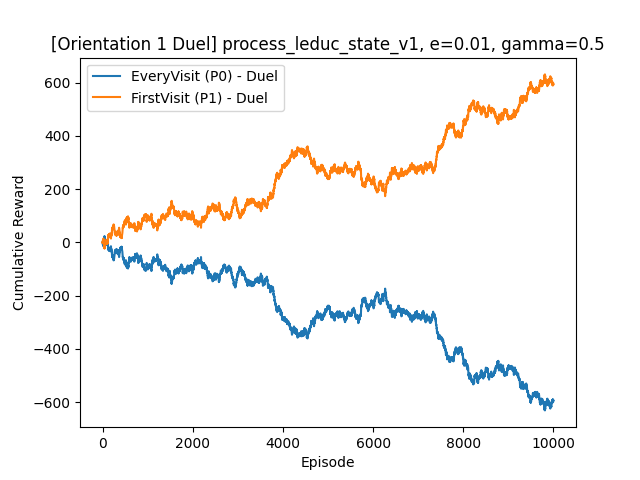 [Orientation 1 Duel] process_leduc_state_v1, e=0.01, gamma=0.5
EveryVisit (P0) - Duel
FirstVisit (P1) - Duel
Cumulative Reward
600
400
200
0
−200
−400
−600
0 2000 4000 6000 8000 10000
Episode